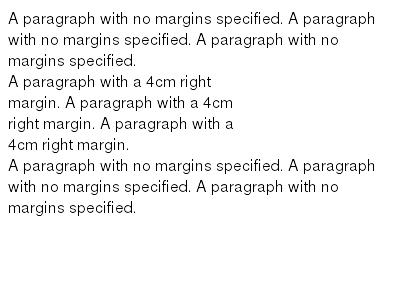 A paragraph with no margins specified. A paragraph
with no margins specified. A paragraph with no
margins specified.
A paragraph with a 4cm right
margin. A paragraph with a 4cm
right margin. A paragraph with a
4cm right margin.
A paragraph with no margins specified. A paragraph
with no margins specified. A paragraph with no
margins specified.